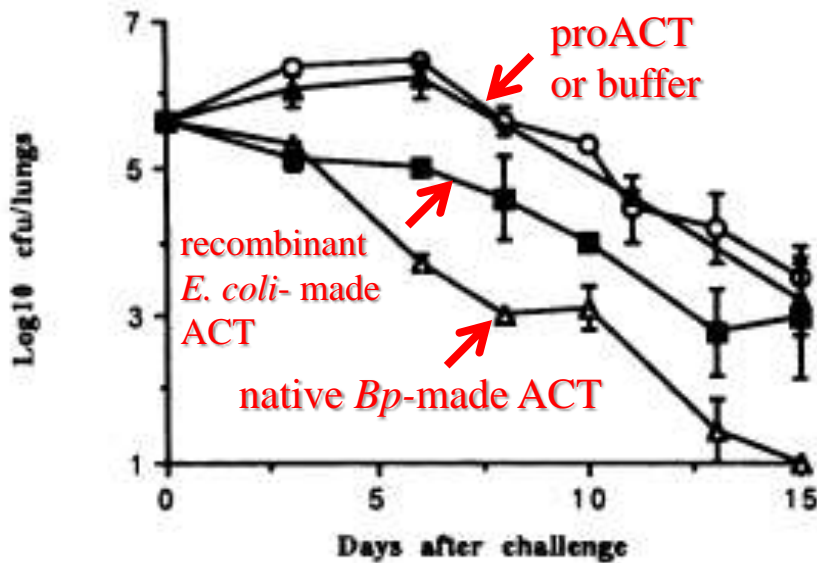 7
proACT
or buffer
5
recombinant
E. coli- made
ACT
3
native Bp-made ACT
1
0
5
10
15
Log10 cfu/lungs
Days after challenge